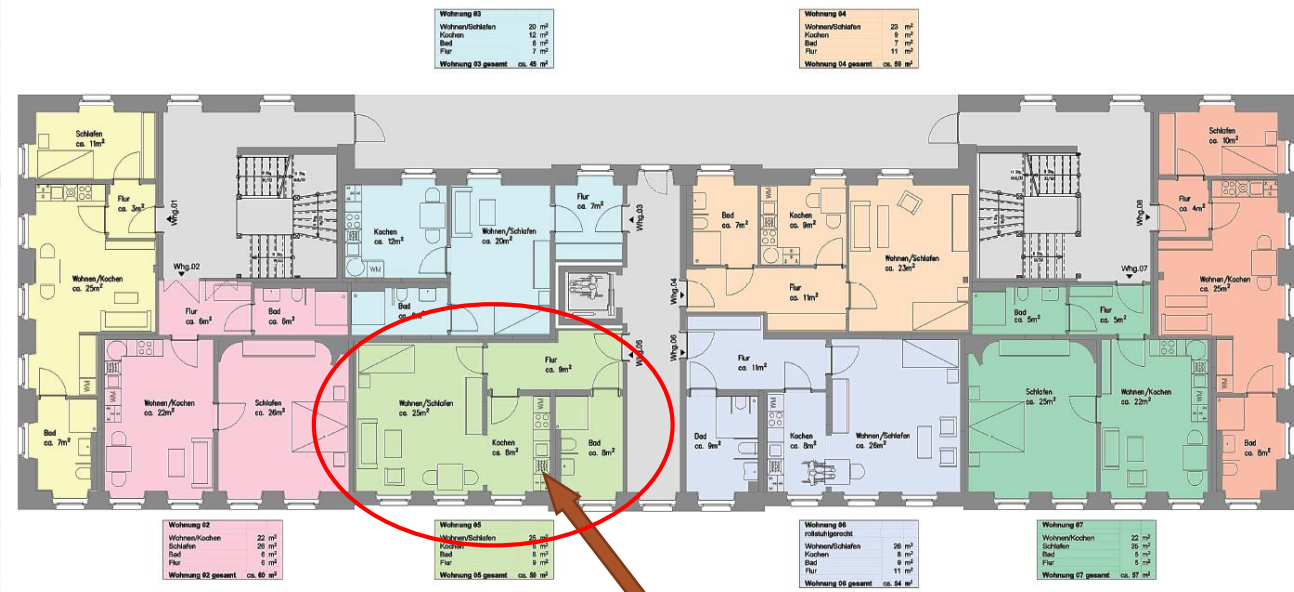 Wohnung 03
Wohnen/Schlafen 20 m²
Kochen 12 m²
Bad 6 m²
Flur 7 m²
Wohnung 03 gesamt ca. 45 m²
Wohnung 04
Wohnen/Schlafen 23 m²
Kochen 9 m²
Bad 7 m²
Flur 11 m²
Wohnung 04 gesamt ca. 50 m²
Schlafen
ca. 11m²
Flur
ca. 3m²
Whg.01
Wohnen/Kochen
ca. 25m²
Bad
ca. 7m²
Whg.02
Flur
ca. 6m²
Bad
ca. 6m²
Wohnen/Kochen
ca. 22m²
WM
Schlafen
ca. 26m²
Kochen
ca. 12m²
WM
Wohnen/Schlafen
ca. 20m²
Flur
ca. 7m²
Whg.03
Bad
Flur
ca. 9m²
Whg.05
Wohnen/Schlafen
ca. 25m²
Kochen
ca. 8m²
WM
Bad
ca. 8m²
Bad
ca. 7m²
WM
Kochen
ca. 9m²
Wohnen/Schlafen
ca. 23m²
Flur
ca. 11m²
Whg.04
Whg.06
Flur
ca. 11m²
Bad
ca. 9m²
WM
Kochen
ca. 8m²
Wohnen/Schlafen
ca. 26m²
Whg.08
Whg.07
Bad
ca. 5m²
Flur
ca. 5m²
Schlafen
ca. 25m²
Wohnen/Kochen
ca. 22m²
WM
Schlafen
ca. 10m²
Flur
ca. 4m²
Wohnen/Kochen
ca. 25m²
WM
Bad
ca. 8m²
Wohnung 02
Wohnen/Kochen 22 m²
Schlafen 26 m²
Bad 6 m²
Flur 6 m²
Wohnung 02 gesamt ca. 60 m²
Wohnung 05
Wohnen/Schlafen 25 m²
Kochen 8 m²
Bad 8 m²
Flur 9 m²
Wohnung 05 gesamt ca. 50 m²
Wohnung 06
rollstuhlgerecht
Wohnen/Schlafen 26 m²
Kochen 8 m²
Bad 9 m²
Flur 11 m²
Wohnung 06 gesamt ca. 54 m²
Wohnung 07
Wohnen/Kochen 22 m²
Schlafen 25 m²
Bad 5 m²
Flur 5 m²
Wohnung 07 gesamt ca. 57 m²